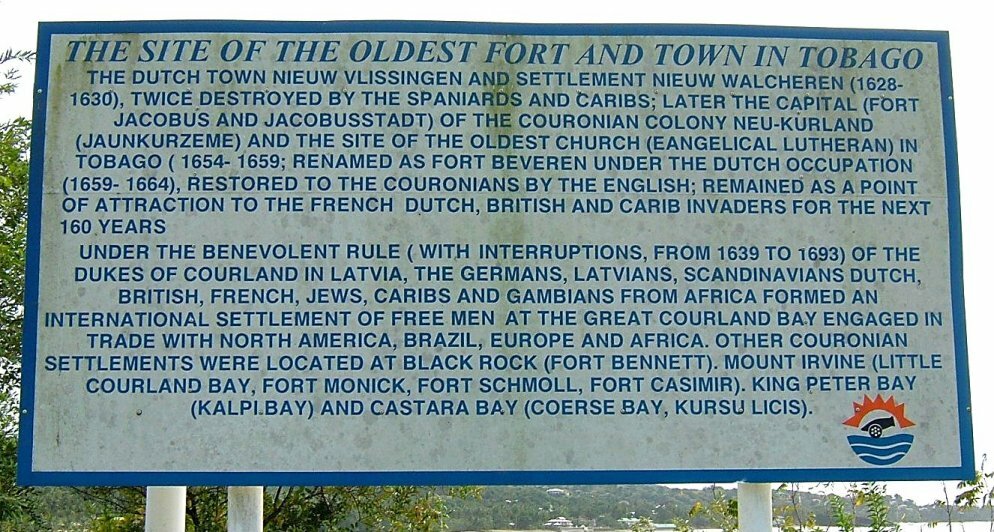 THE SITE OF THE OLDEST FORT AND TOWN IN TOBAGO
THE DUTCH TOWN NIEUW VLISSINGEN AND SETTLEMENT NIEUW WALCHEREN (1628-
1630), TWICE DESTROYED BY THE SPANIARDS AND CARIBS; LATER THE CAPITAL (FORT
JACOBUS AND JACOBUSSTADT) OF THE COURONIAN COLONY NEU-KURLAND
(JAUNKURZEME) AND THE SITE OF THE OLDEST CHURCH (EANGELICAL LUTHERAN) IN
TOBAGO ( 1654- 1659; RENAMED AS FORT BEVEREN UNDER THE DUTCH OCCUPATION
(1659- 1664), RESTORED TO THE COURONIANS BY THE ENGLISH; REMAINED AS A POINT
OF ATTRACTION TO THE FRENCH DUTCH, BRITISH AND CARIB INVADERS FOR THE NEXT
160 YEARS
UNDER THE BENEVOLENT RULE ( WITH INTERRUPTIONS, FROM 1639 TO 1693) OF THE
DUKES OF COURLAND IN LATVIA, THE GERMANS, LATVIANS, SCANDINAVIANS DUTCH,
BRITISH, FRENCH, JEWS, CARIBS AND GAMBIANS FROM AFRICA FORMED AN
INTERNATIONAL SETTLEMENT OF FREE MEN AT THE GREAT COURLAND BAY ENGAGED IN
TRADE WITH NORTH AMERICA, BRAZIL, EUROPE AND AFRICA. OTHER COURONIAN
SETTLEMENTS WERE LOCATED AT BLACK ROCK (FORT BENNETT). MOUNT IRVINE (LITTLE
COURLAND BAY, FORT MONICK, FORT SCHMOLL, FORT CASIMIR). KING PETER BAY
(KALPI BAY) AND CASTARA BAY (COERSE BAY, KURSU LICIS).